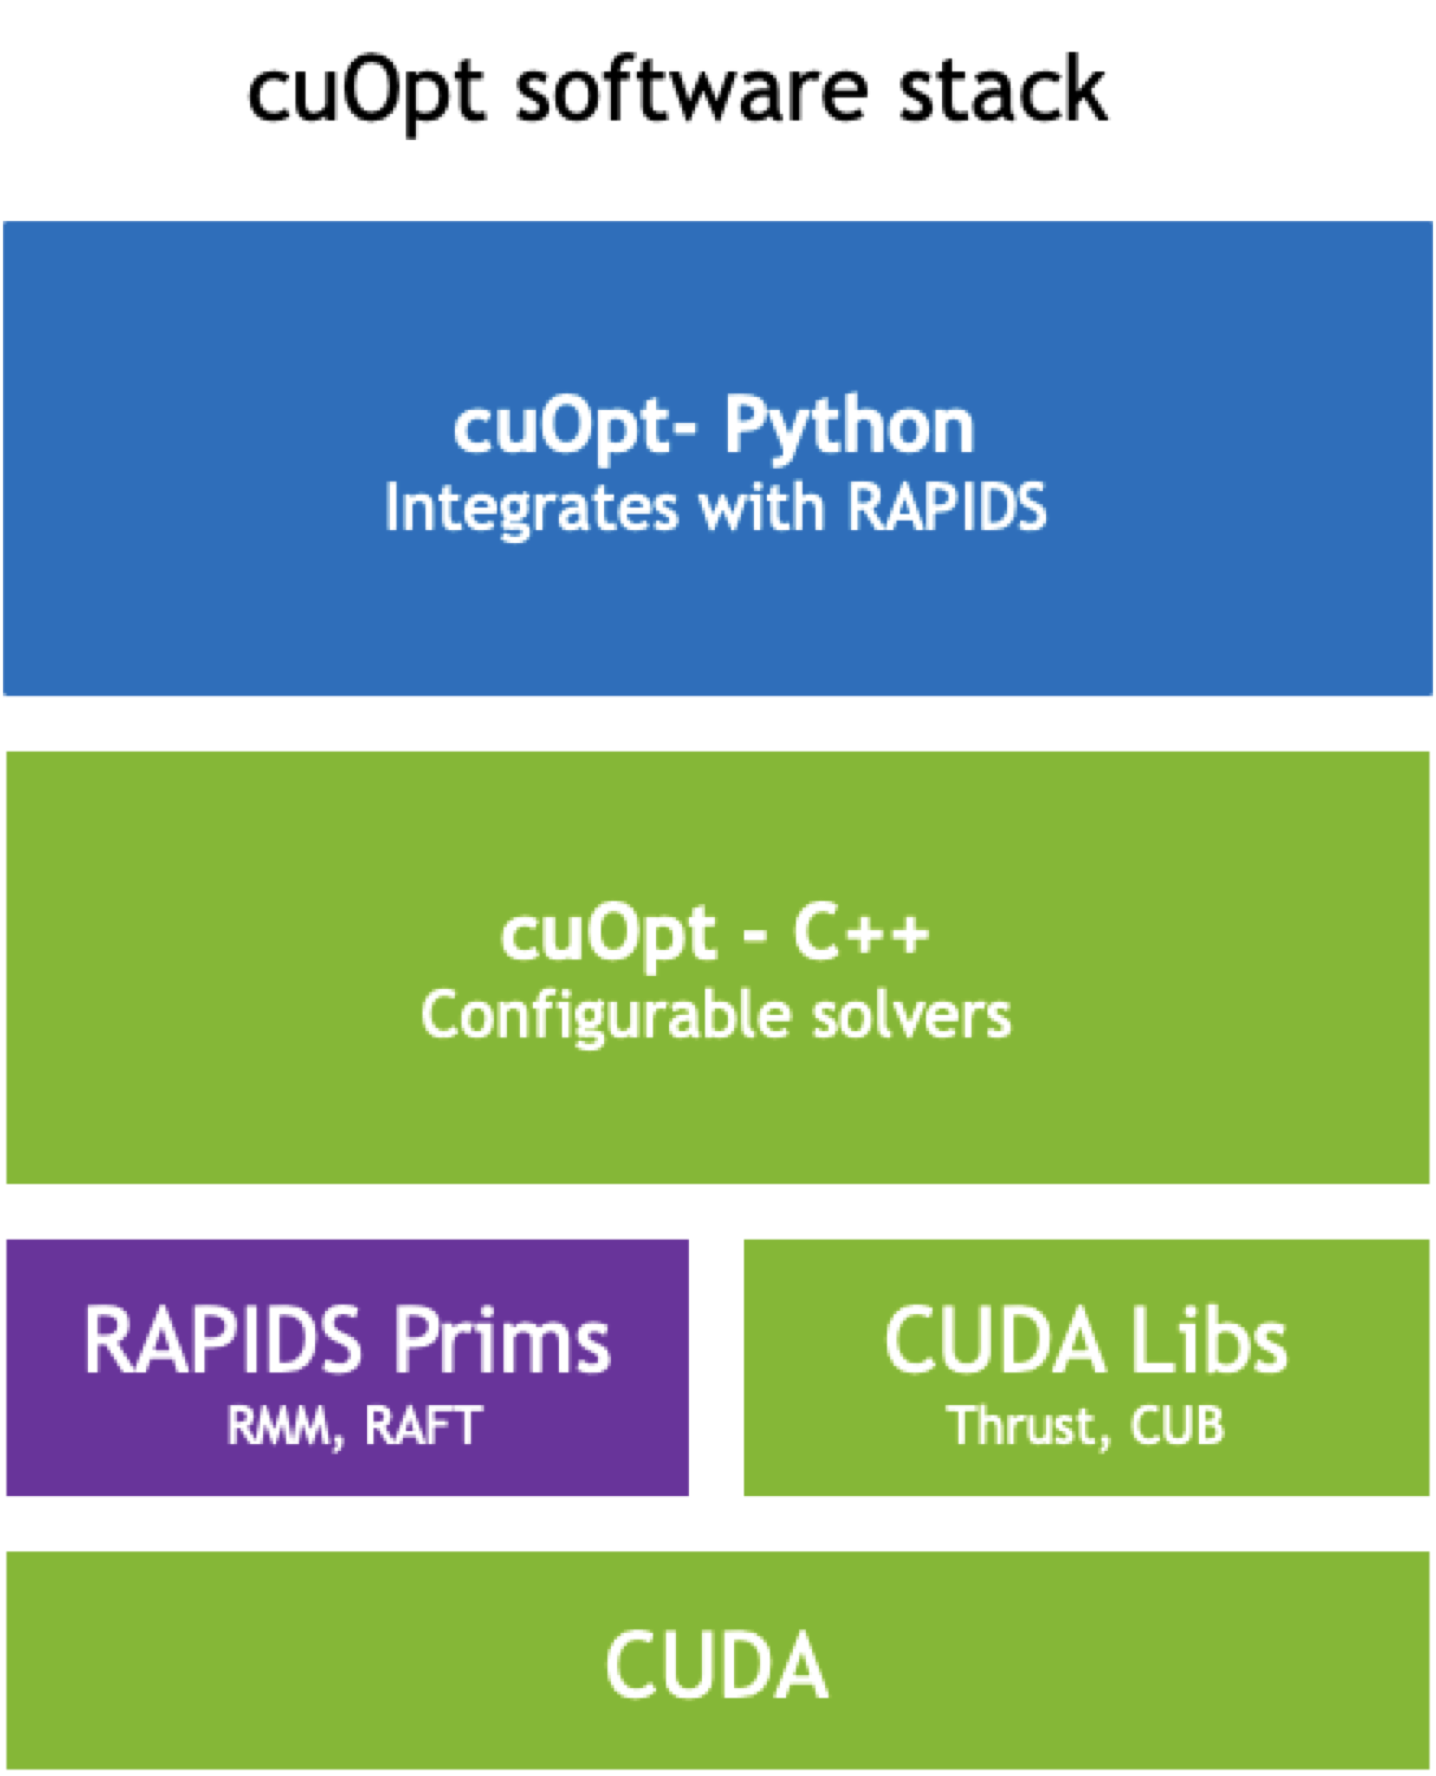 cuOpt software stack
cuOpt- Python
Integrates with RAPIDS
cuOpt - C++
Configurable solvers
RAPIDS Prims
RMM, RAFT
CUDA Libs
Thrust, CUB
CUDA